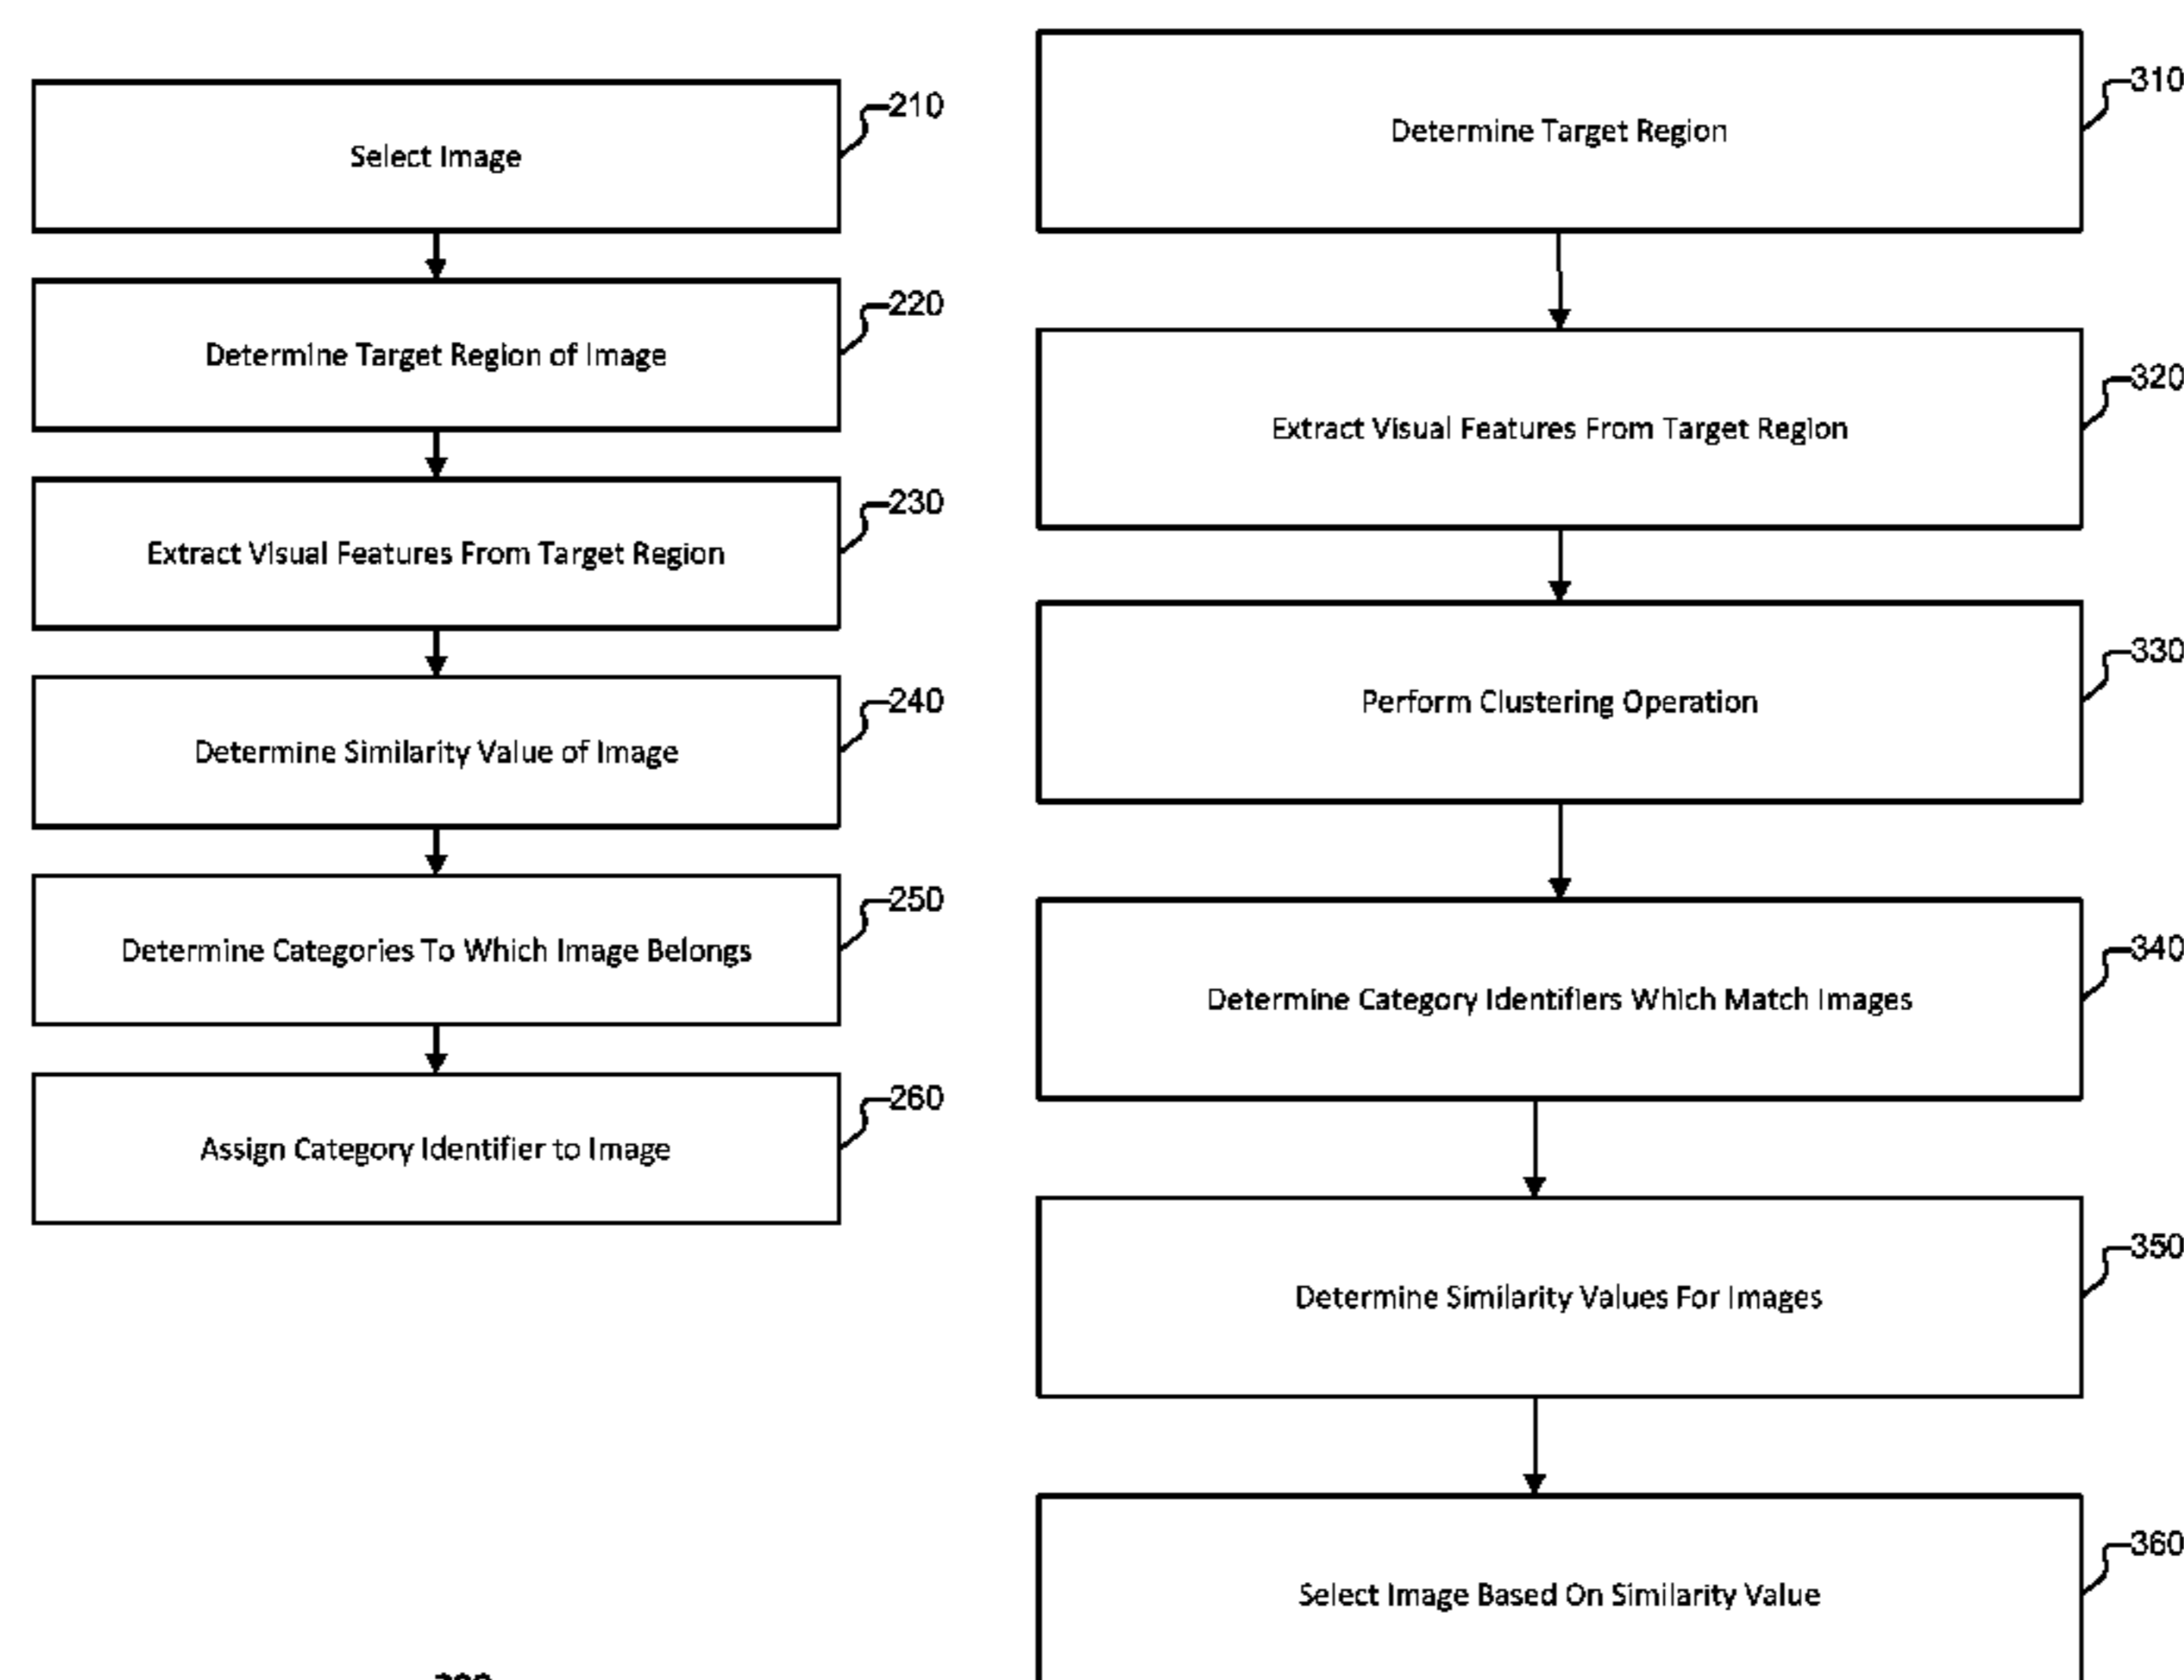 210
Select Image
220
Determine Target Region of Image
230
Extract Visual Features From Target Region
240
Determine Similarity Value of Image
250
Determine Categories To Which Image Belongs
260
Assign Category Identifier to Image
310
Determine Target Region
320
Extract Visual Features From Target Region
330
Perform Clustering Operation
340
Determine Category Identifiers Which Match Images
350
Determine Similarity Values For Images
360
Select Image Based On Similarity Value